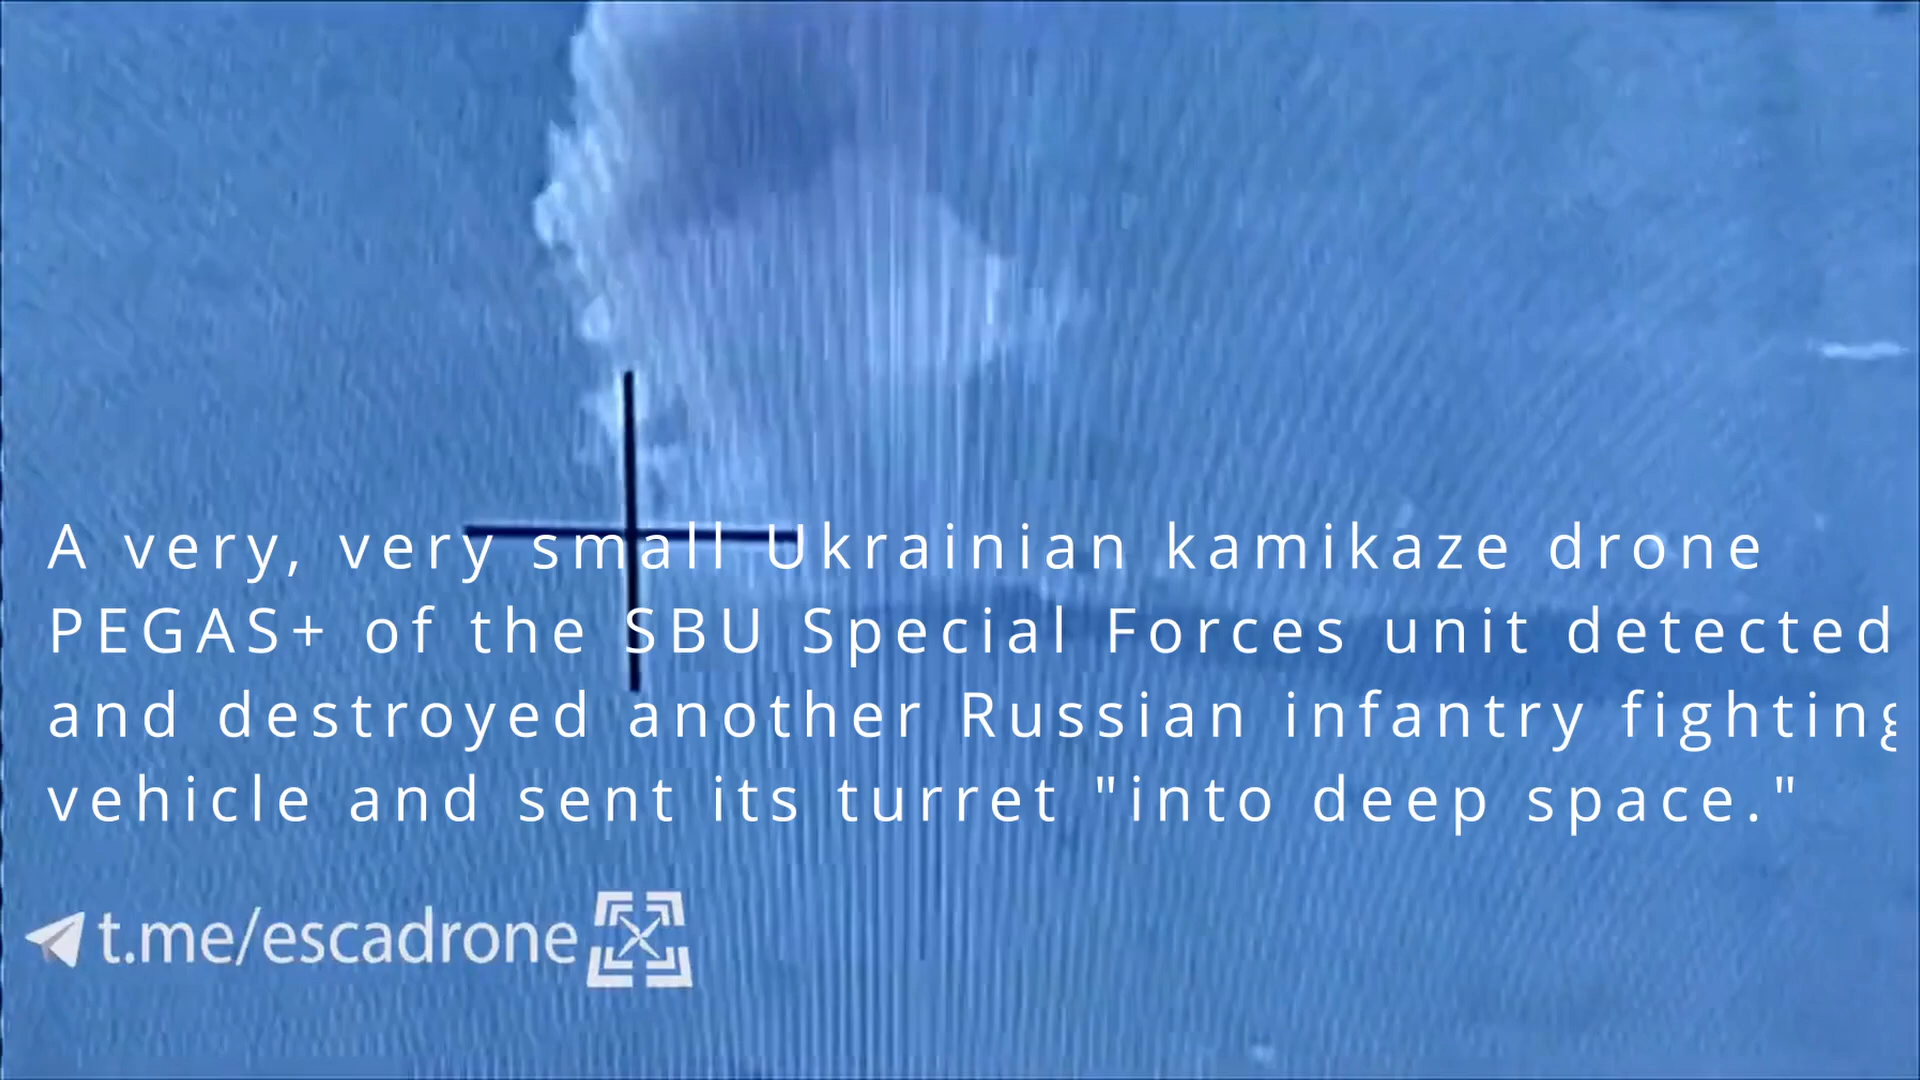 A very, very small Ukrainian kamikaze drone
PEGAS+ of the SBU Special Forces unit detected
and destroyed another Russian infantry fighting
vehicle and sent its turret "into deep space."
t.me/escadrone